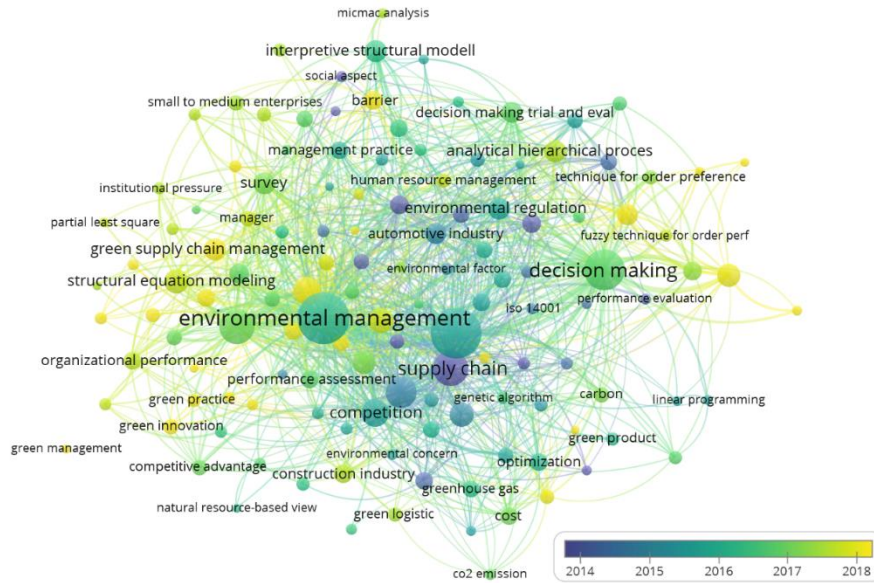 micmac analysis
interpretive structural modell
social aspect
small to medium enterprises
barrier
decision making trial and eval
management practice
analytical hierarchical proces
institutional pressure
survey
human resource management
technique for order preference
partial least square
manager
environmental regulation
automotive industry
fuzzy technique for order perf
green supply chain management
environmental factor
decision making
structural equation modeling
performance evaluation
iso 14001
environmental management
organizational performance
supply chain
performance assessment
green practice
genetic algorithm
carbon
linear programming
green innovation
competition
green product
green management
environmental concern
competitive advantage
construction industry
optimization
greenhouse gas
natural resource-based view
green logistic
cost
co2 emission
2014 2015 2016 2017 2018